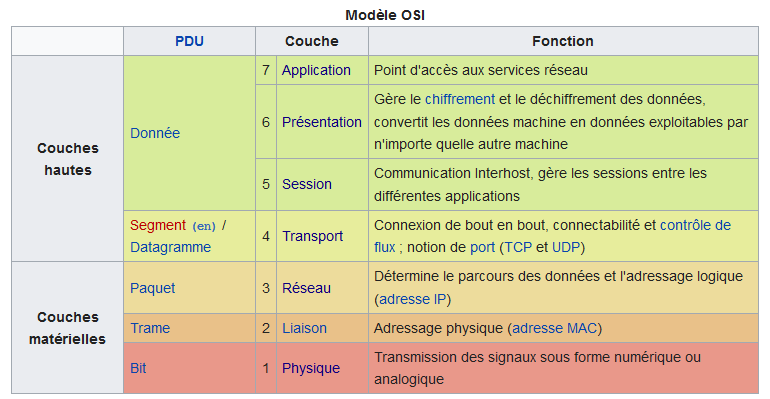 Modèle OSI
PDU Couche Fonction
Couches hautes
Donnée
7 Application Point d'accès aux services réseau
6 Présentation Gère le chiffrement et le déchiffrement des données,
convertit les données machine en données exploitables par
n'importe quelle autre machine
5 Session Communication Interhost, gère les sessions entre les
différentes applications
Segment (en) /
Datagramme
4 Transport Connexion de bout en bout, connectabilité et contrôle de
flux ; notion de port (TCP et UDP)
Couches
matérielles
Paquet 3 Réseau Détermine le parcours des données et l'adressage logique
(adresse IP)
Trame 2 Liaison Adressage physique (adresse MAC)
Bit 1 Physique Transmission des signaux sous forme numérique ou
analogique